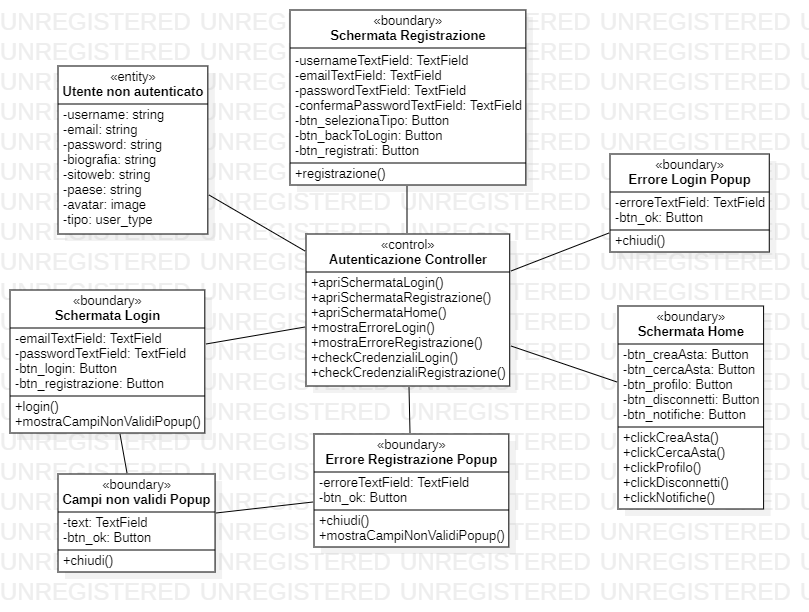 «boundary»
Schermata Registrazione
-usernameTextField: TextField
-emailTextField: TextField
-passwordTextField: TextField
-confermaPasswordTextField: TextField
-btn_selezionaTipo: Button
-btn_backToLogin: Button
-btn_registrati: Button
+registrazione()
«entity»
Utente non autenticato
-username: string
-email: string
-password: string
-biografia: string
-sitoweb: string
-paese: string
-avatar: image
-tipo: user_type
«boundary»
Errore Login Popup
-erroreTextField: TextField
-btn_ok: Button
+chiudi()
«control»
Autenticazione Controller
+apriSchermataLogin()
+apriSchermataRegistrazione()
+apriSchermataHome()
+mostraErroreLogin()
+mostraErroreRegistrazione()
+checkCredenzialiLogin()
+checkCredenzialiRegistrazione()
«boundary»
Schermata Login
-emailTextField: TextField
-passwordTextField: TextField
-btn_login: Button
-btn_registrazione: Button
+login()
+mostraCampiNonValidiPopup()
«boundary»
Schermata Home
-btn_creaAsta: Button
-btn_cercaAsta: Button
-btn_profilo: Button
-btn_disconnetti: Button
-btn_notifiche: Button
+clickCreaAsta()
+clickCercaAsta()
+clickProfilo()
+clickDisconnetti()
+clickNotifiche()
«boundary»
Errore Registrazione Popup
-erroreTextField: TextField
-btn_ok: Button
+chiudi()
+mostraCampiNonValidiPopup()
«boundary»
Campi non validi Popup
-text: TextField
-btn_ok: Button
+chiudi()
UNREGISTERED